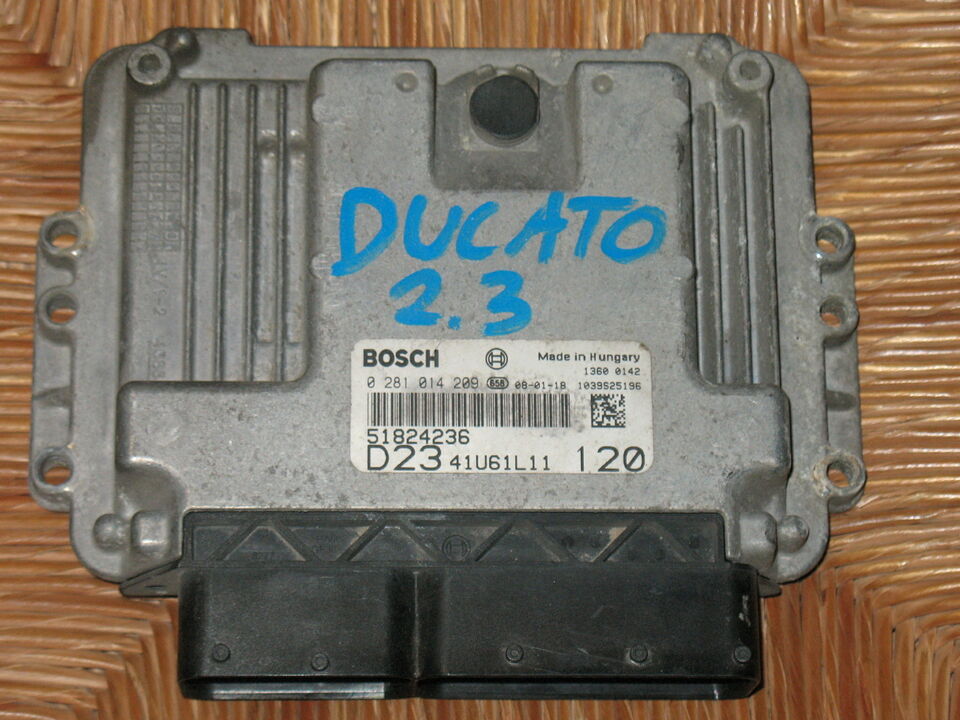 DUCATO
2.3
BOSCH Made in Hungary
1360 0142
0 281 014 209 658 08-01-18 1039S25196
51824236
D23 41U61L11 120